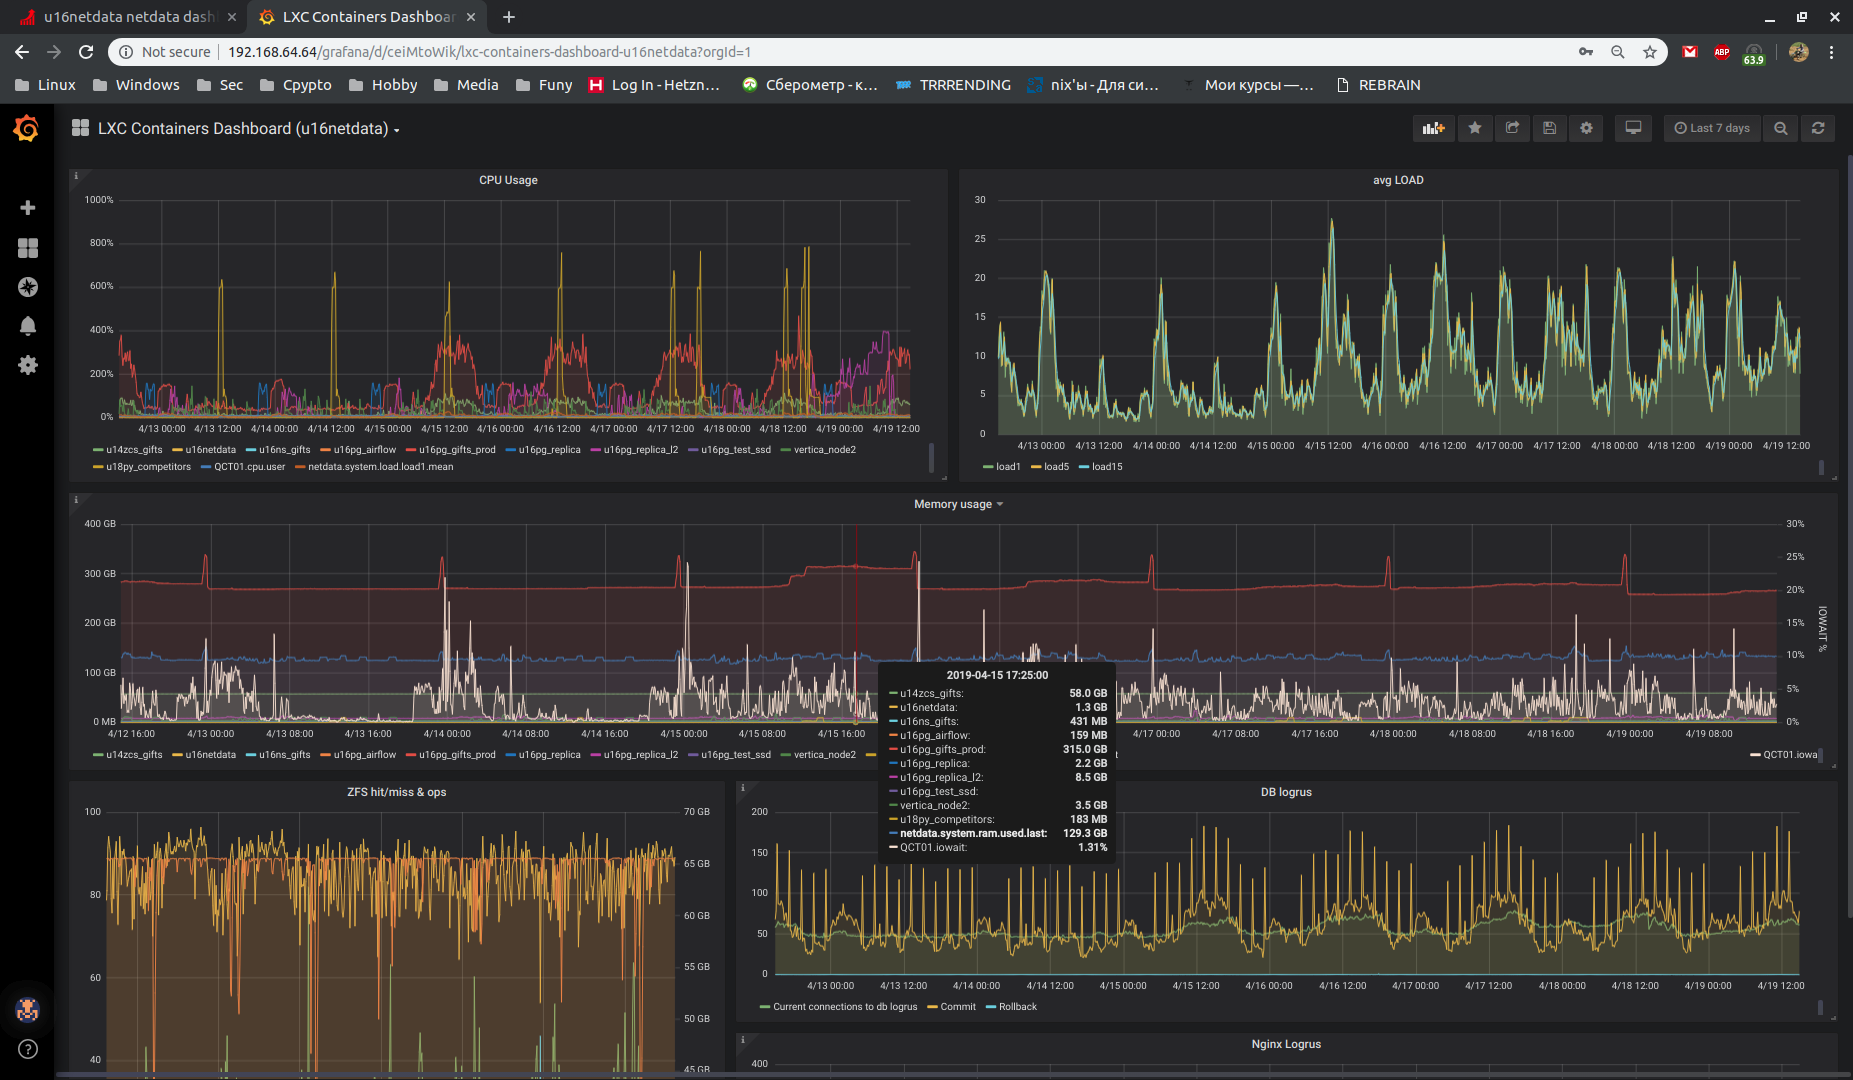 u16netdata netdata dash
LXC Containers Dashboar
Not secure
192.168.64.64/grafana/d/ceiMtoWik/lxc-containers-dashboard-u16netdata?orgId=1
ABP
63.9
Linux Windows Sec Crypto Hobby Media Funy Log In - Hetzn… Сберометр - к… TRRRENDING nix'ы - Для си… Мои курсы —… REBRAIN
LXC Containers Dashboard (u16netdata)
Last 7 days
CPU Usage
1000%
800%
600%
400%
200%
0%
4/13 00:00 4/13 12:00 4/14 00:00 4/14 12:00 4/15 00:00 4/15 12:00 4/16 00:00 4/16 12:00 4/17 00:00 4/17 12:00 4/18 00:00 4/18 12:00 4/19 00:00 4/19 12:00
u14zcs_gifts u16netdata u16ns_gifts u16pg_airflow u16pg_gifts_prod u16pg_replica u16pg_replica_l2 u16pg_test_ssd vertica_node2
u18py_competitors QCT01.cpu.user netdata.system.load.load1.mean
avg LOAD
30
25
20
15
10
5
0
4/13 00:00 4/13 12:00 4/14 00:00 4/14 12:00 4/15 00:00 4/15 12:00 4/16 00:00 4/16 12:00 4/17 00:00 4/17 12:00 4/18 00:00 4/18 12:00 4/19 00:00 4/19 12:00
load1 load5 load15
Memory usage
400 GB
300 GB
200 GB
100 GB
0 MB
30%
25%
20%
15%
10%
5%
0%
IOWAIT %
4/12 16:00 4/13 00:00 4/13 08:00 4/13 16:00 4/14 00:00 4/14 08:00 4/14 16:00 4/15 00:00 4/15 08:00 4/15 16:00 4/17 00:00 4/17 08:00 4/17 16:00 4/18 00:00 4/18 08:00 4/18 16:00 4/19 00:00 4/19 08:00
u14zcs_gifts u16netdata u16ns_gifts u16pg_airflow u16pg_gifts_prod u16pg_replica u16pg_replica_l2 u16pg_test_ssd vertica_node2 t QCT01.iowa
2019-04-15 17:25:00
u14zcs_gifts: 58.0 GB
u16netdata: 1.3 GB
u16ns_gifts: 431 MB
u16pg_airflow: 159 MB
u16pg_gifts_prod: 315.0 GB
u16pg_replica: 2.2 GB
u16pg_replica_l2: 8.5 GB
u16pg_test_ssd:
vertica_node2: 3.5 GB
u18py_competitors: 183 MB
netdata.system.ram.used.last: 129.3 GB
QCT01.iowait: 1.31%
ZFS hit/miss & ops
100
80
60
40
70 GB
65 GB
60 GB
55 GB
50 GB
45 GB
DB logrus
200
150
100
50
0
4/13 00:00 4/13 12:00 4/14 00:00 4/14 12:00 4/15 00:00 4/15 12:00 4/16 00:00 4/16 12:00 4/17 00:00 4/17 12:00 4/18 00:00 4/18 12:00 4/19 00:00 4/19 12:00
Current connections to db logrus Commit Rollback
Nginx Logrus
400